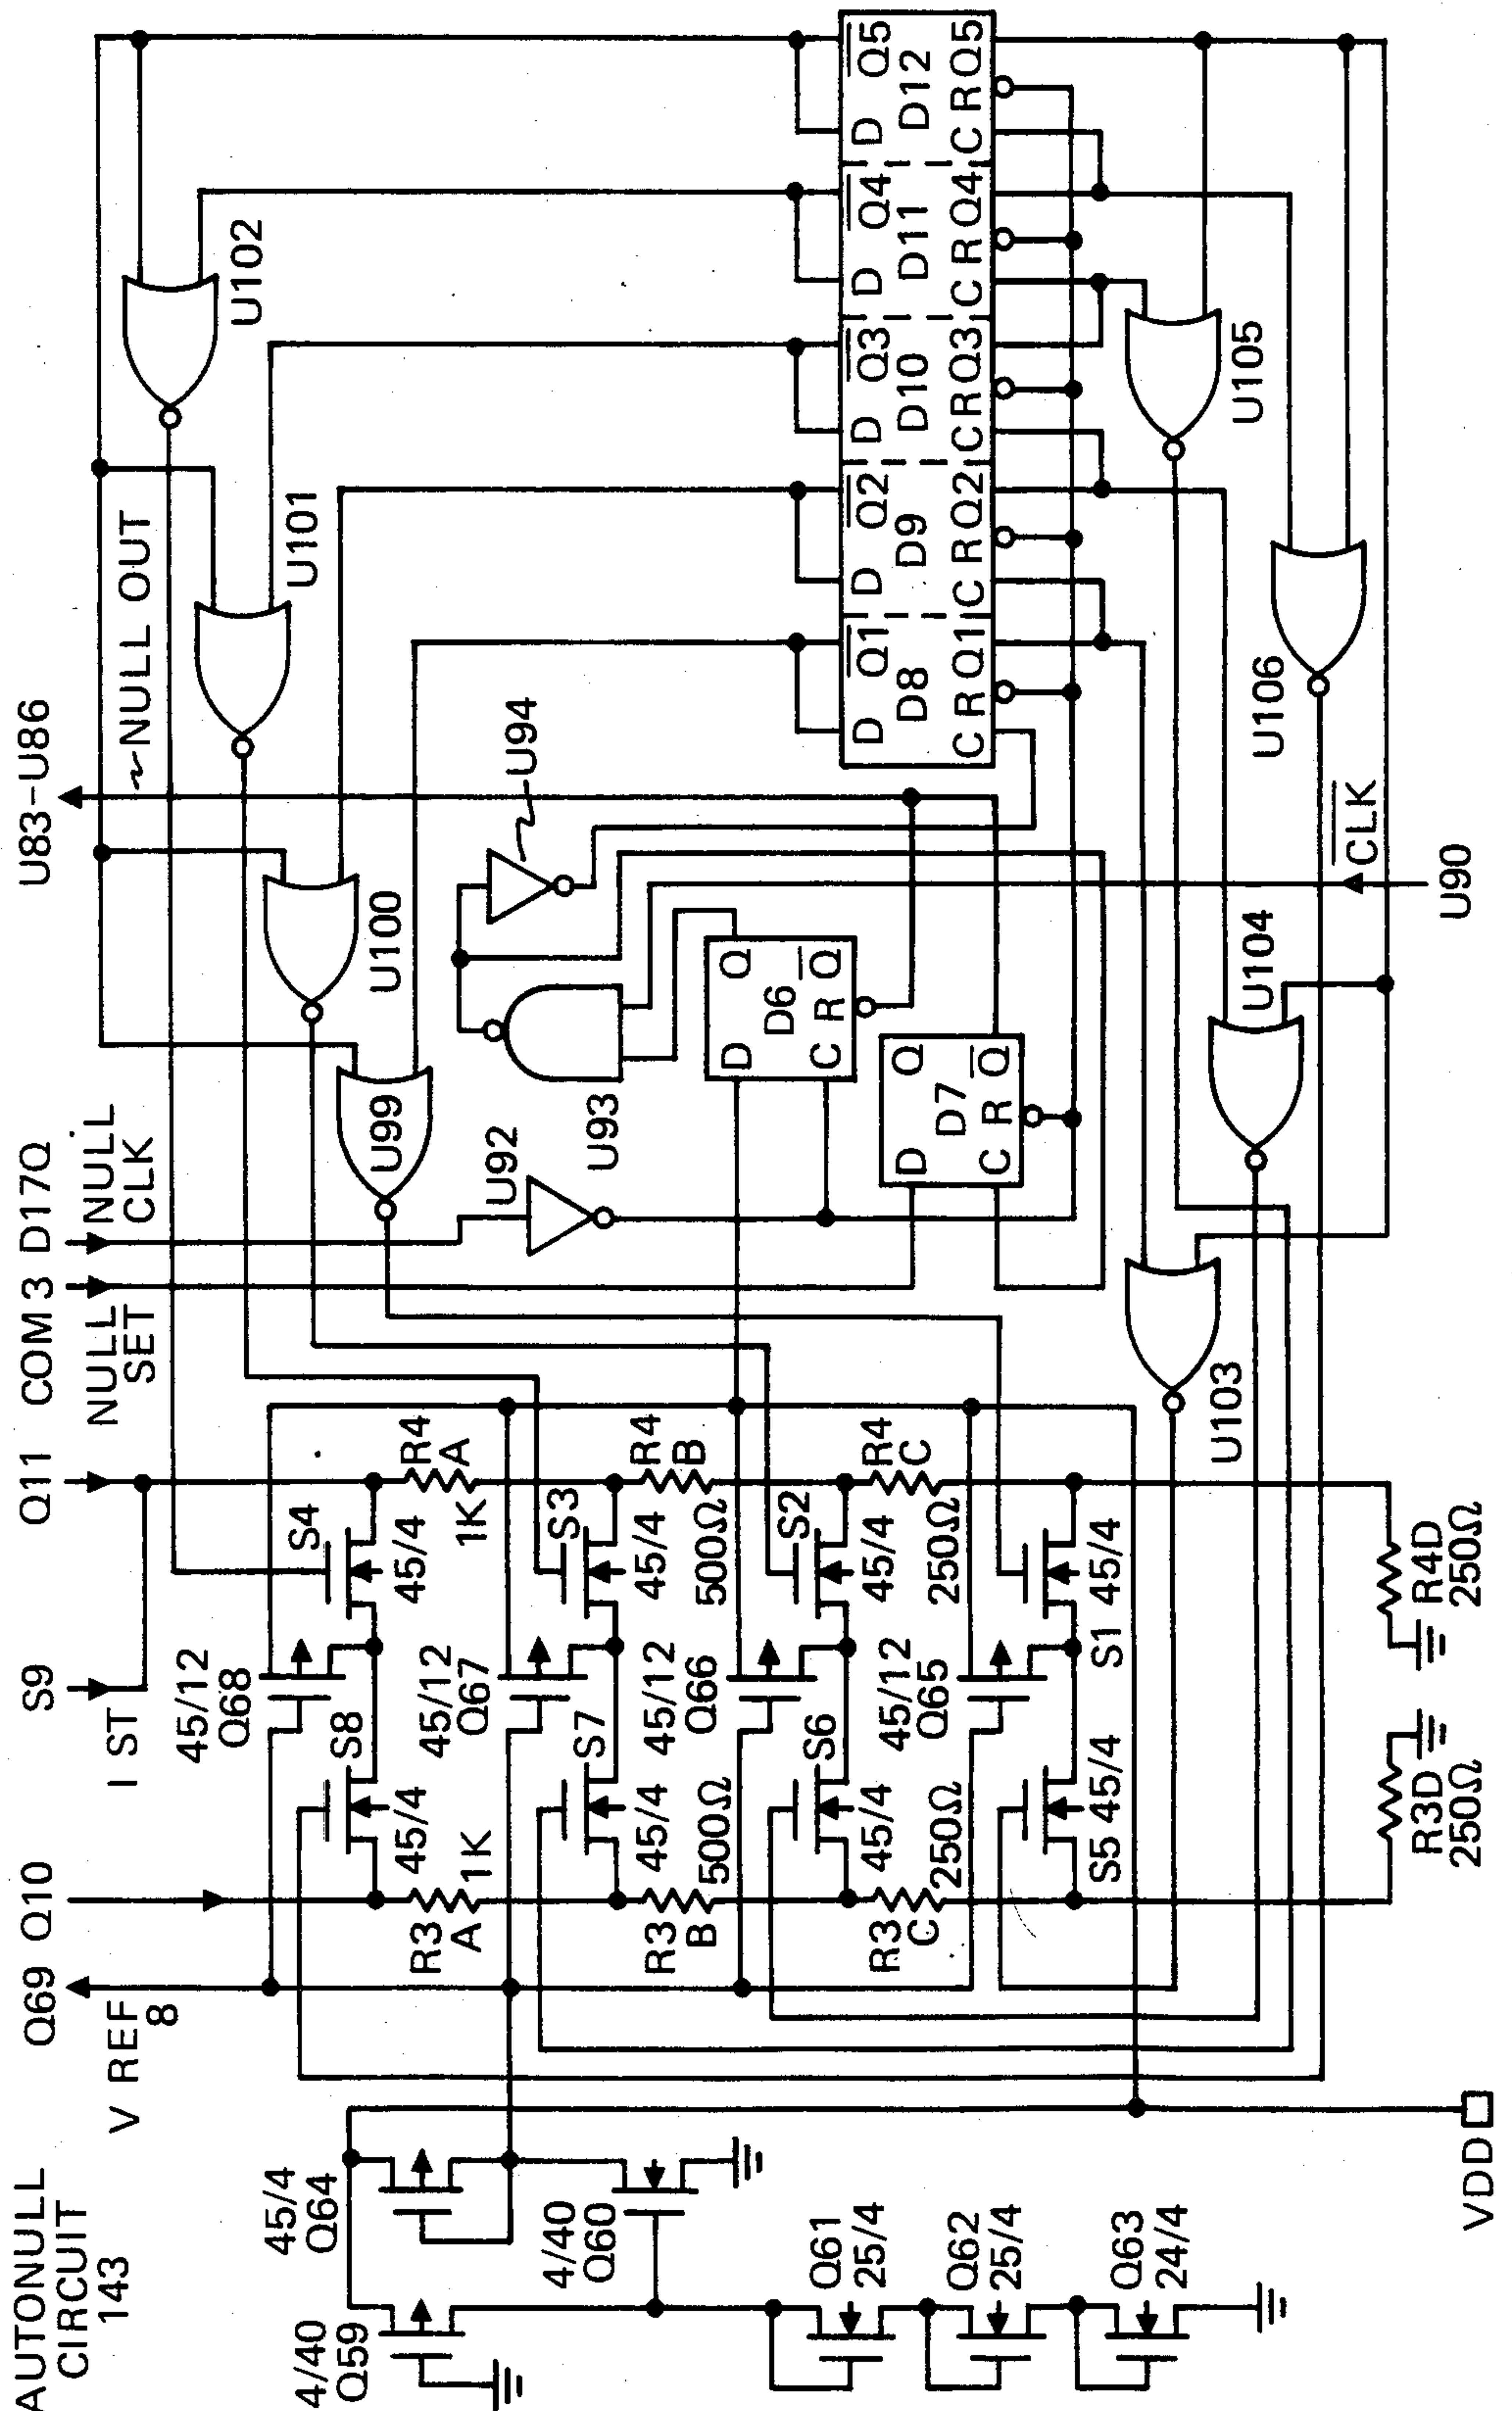 AUTONULL
CIRCUIT
143
V REF
8
Q69
Q10
S9
I ST
Q11
COM 3
NULL
SET
D17Q
NULL
CLK
U83–U86
~NULL OUT
4/40
Q59
45/4
Q64
4/40
Q60
Q61
25/4
Q62
25/4
Q63
24/4
VDD
45/12
Q68
S8
45/4
S4
45/4
R3
A
1K
R4
A
1K
45/12
Q67
S7
45/4
S3
45/4
R3
B
500Ω
R4
B
500Ω
45/12
Q66
S6
45/4
S2
45/4
R3
C
250Ω
R4
C
250Ω
45/12
Q65
S5 45/4
S1 45/4
R3D
250Ω
R4D
250Ω
U99
U100
U101
U102
U92
U93
U94
D Q
D6
C R Q̅
D Q
D7
C R Q̅
D Q̅1
D8
C R Q1
D Q̅2
D9
C R Q2
D Q̅3
D10
C R Q3
D Q̅4
D11
C R Q4
D Q̅5
D12
C R Q5
U103
U104
U105
U106
C̅L̅K̅
U90